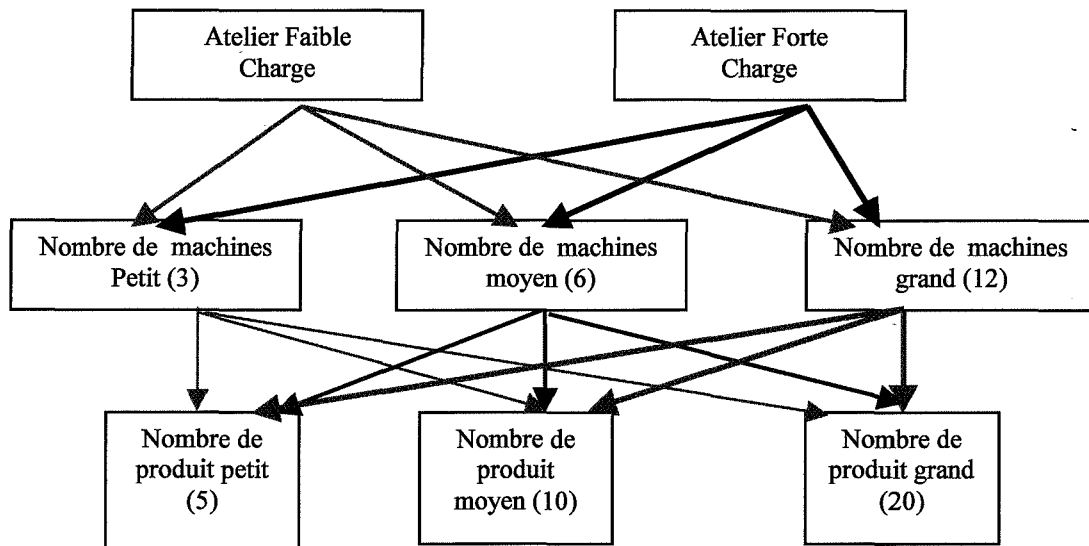 Atelier Faible
Charge
Atelier Forte
Charge
Nombre de machines
Petit (3)
Nombre de machines
moyen (6)
Nombre de machines
grand (12)
Nombre de
produit petit
(5)
Nombre de
produit
moyen (10)
Nombre de
produit grand
(20)